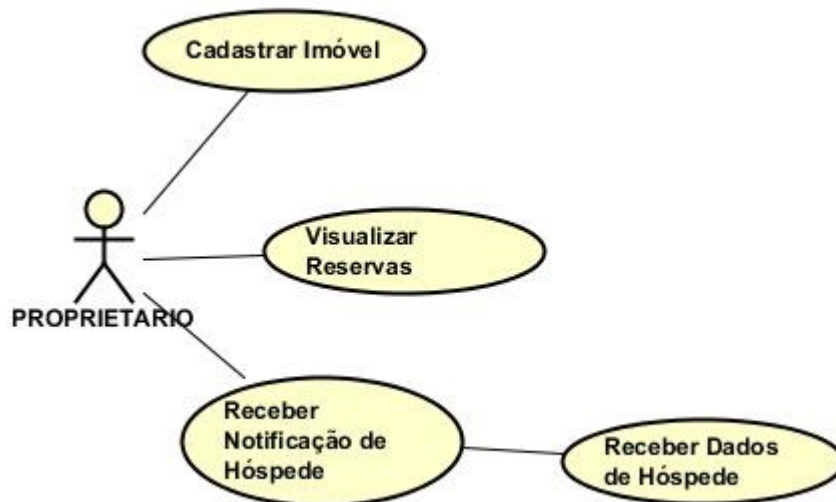 Cadastrar Imóvel
Visualizar
Reservas
PROPRIETARIO
Receber
Notificação de
Hóspede
Receber Dados
de Hóspede